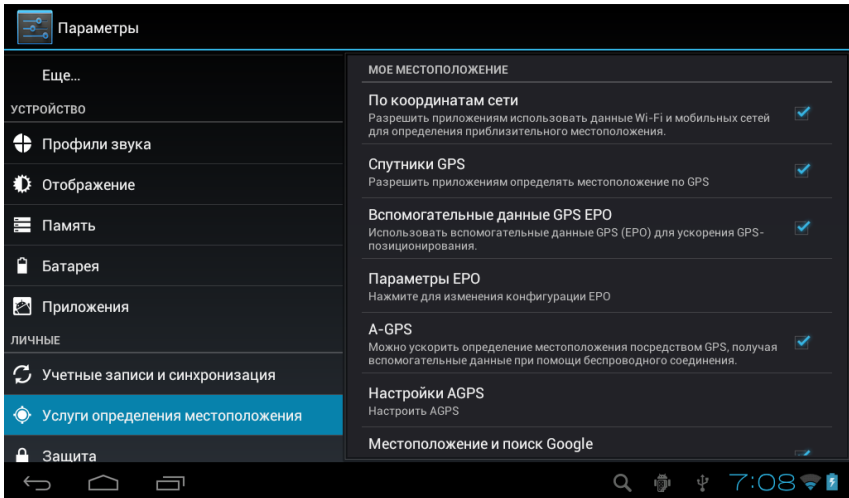 Параметры
Еще...
УСТРОЙСТВО
Профили звука
Отображение
Память
Батарея
Приложения
ЛИЧНЫЕ
Учетные записи и синхронизация
Услуги определения местоположения
Защита
МОЕ МЕСТОПОЛОЖЕНИЕ
По координатам сети
Разрешить приложениям использовать данные Wi-Fi и мобильных сетей
для определения приблизительного местоположения.
Спутники GPS
Разрешить приложениям определять местоположение по GPS
Вспомогательные данные GPS EPO
Использовать вспомогательные данные GPS (EPO) для ускорения GPS-
позиционирования.
Параметры EPO
Нажмите для изменения конфигурации EPO
A-GPS
Можно ускорить определение местоположения посредством GPS, получая
вспомогательные данные при помощи беспроводного соединения.
Настройки AGPS
Настроить AGPS
Местоположение и поиск Google
7:08